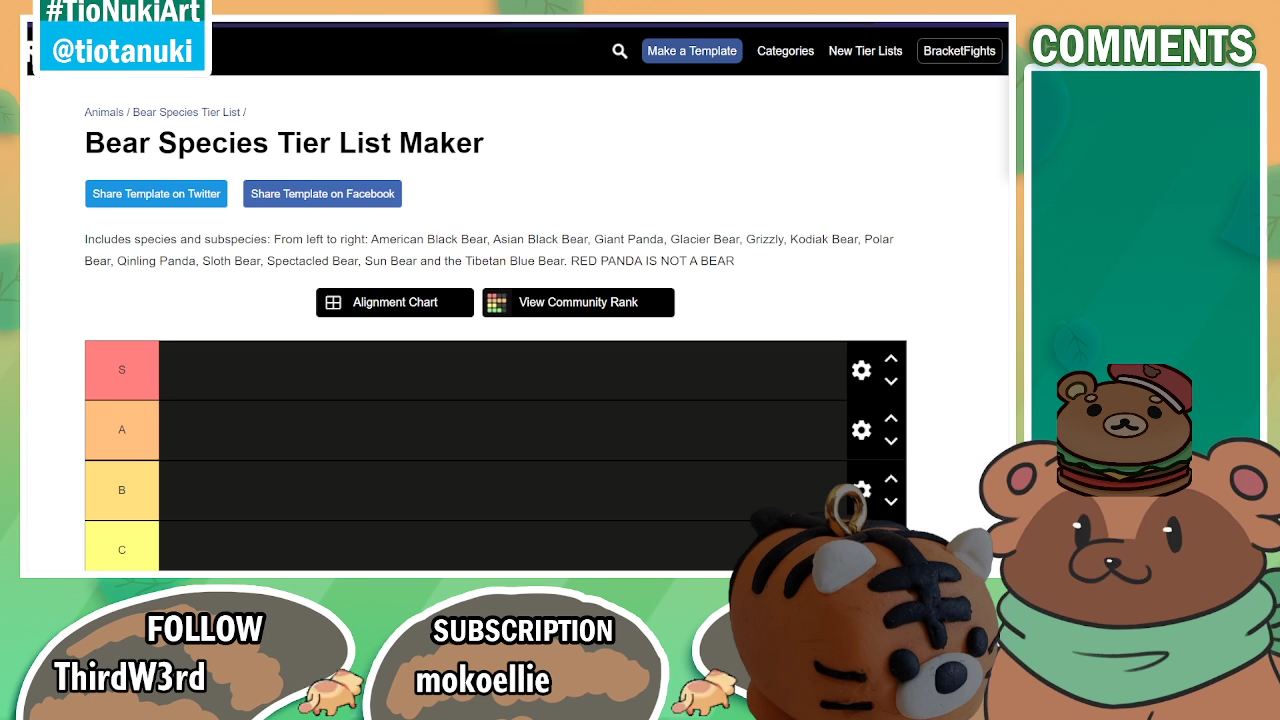 #TioNukiArt
@tiotanuki
Make a Template
Categories
New Tier Lists
BracketFights
COMMENTS
Animals / Bear Species Tier List /
Bear Species Tier List Maker
Share Template on Twitter
Share Template on Facebook
Includes species and subspecies: From left to right: American Black Bear, Asian Black Bear, Giant Panda, Glacier Bear, Grizzly, Kodiak Bear, Polar
Bear, Qinling Panda, Sloth Bear, Spectacled Bear, Sun Bear and the Tibetan Blue Bear. RED PANDA IS NOT A BEAR
Alignment Chart
View Community Rank
S
A
B
C
FOLLOW
ThirdW3rd
SUBSCRIPTION
mokoellie